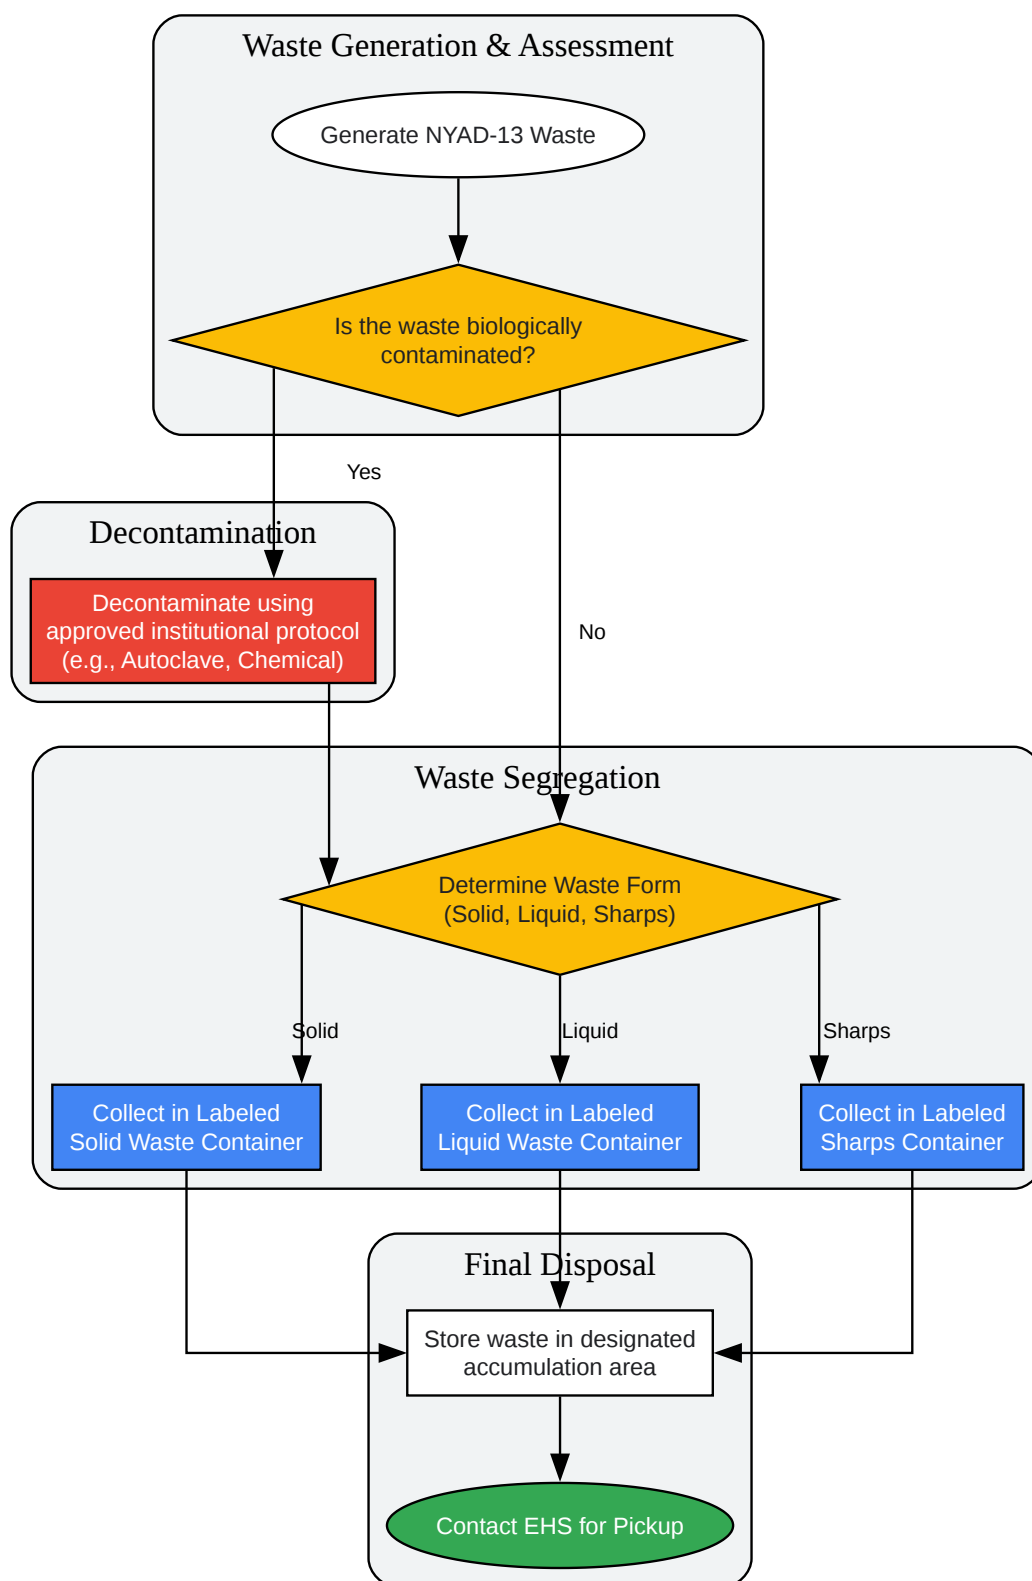 Waste Generation & Assessment
Generate NYAD-13 Waste
Is the waste biologically
contaminated?
Yes
Decontamination
Decontaminate using
approved institutional protocol
(e.g., Autoclave, Chemical)
No
Waste Segregation
Determine Waste Form
(Solid, Liquid, Sharps)
Solid
Liquid
Sharps
Collect in Labeled
Solid Waste Container
Collect in Labeled
Liquid Waste Container
Collect in Labeled
Sharps Container
Final Disposal
Store waste in designated
accumulation area
Contact EHS for Pickup